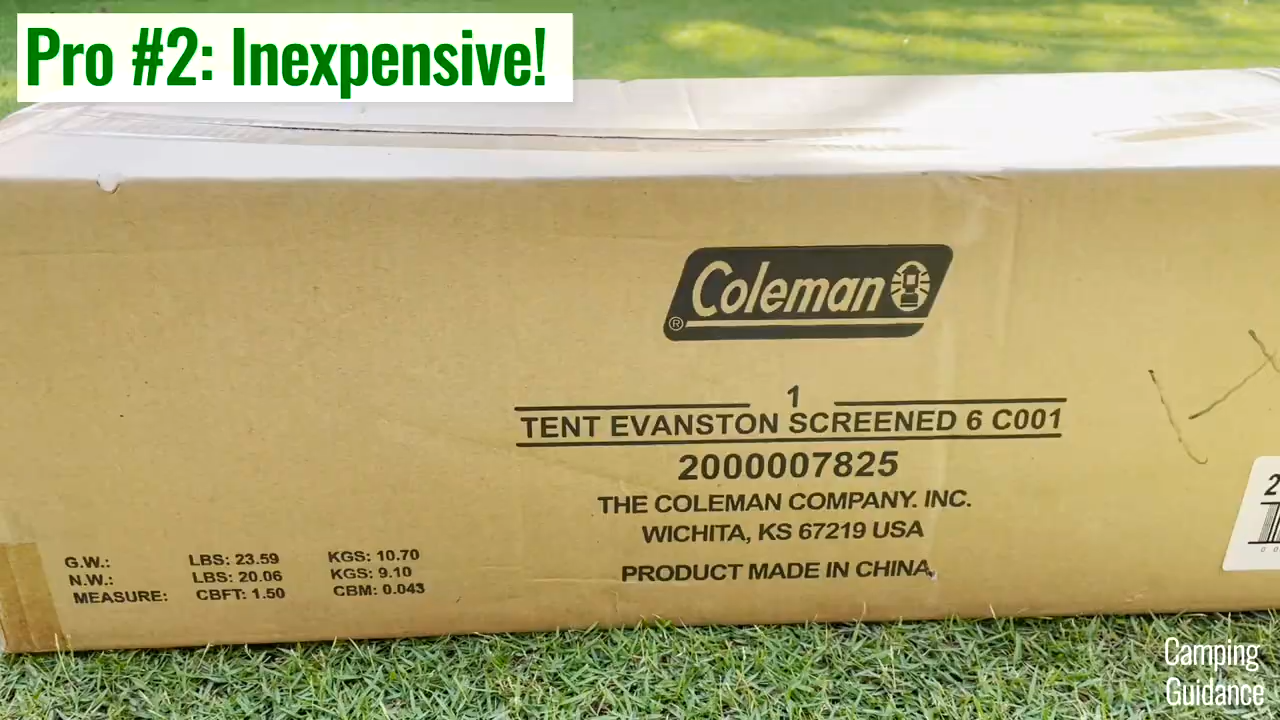 Pro #2: Inexpensive!
Coleman
®
1
TENT EVANSTON SCREENED 6 C001
2000007825
THE COLEMAN COMPANY. INC.
WICHITA, KS 67219 USA
PRODUCT MADE IN CHINA
G.W.: LBS: 23.59 KGS: 10.70
N.W.: LBS: 20.06 KGS: 9.10
MEASURE: CBFT: 1.50 CBM: 0.043
2
Camping
Guidance